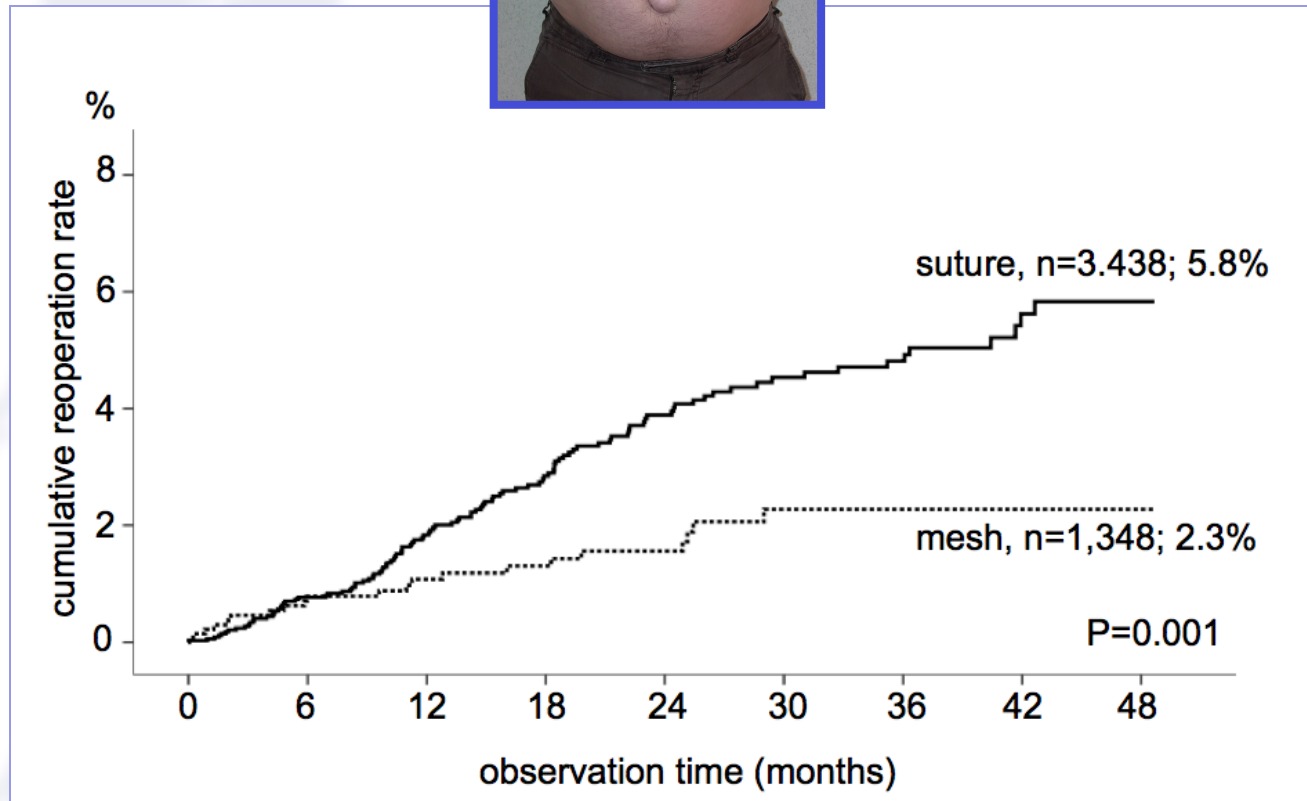 %
8
6
4
2
0
cumulative reoperation rate
suture, n=3.438; 5.8%
mesh, n=1,348; 2.3%
P=0.001
0 6 12 18 24 30 36 42 48
observation time (months)